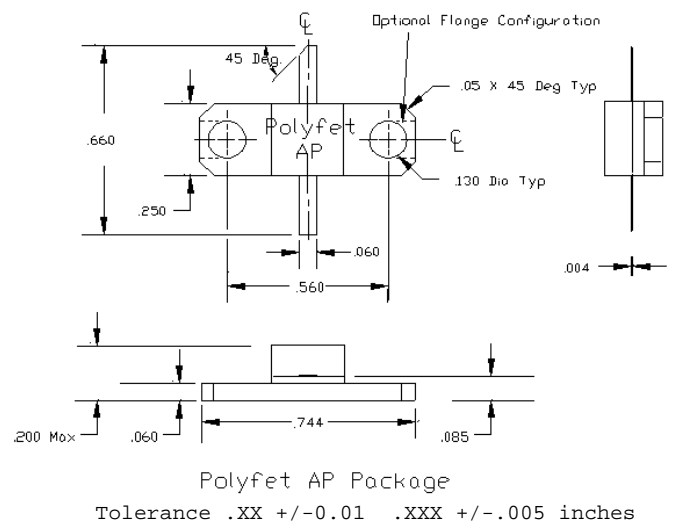 ℄
Optional Flange Configuration
45 Deg.
.05 X 45 Deg Typ
.660
Polyfet
AP
℄
.130 Dia Typ
.250
.060
.004
.560
.200 Max
.060
.744
.085
Polyfet AP Package
Tolerance .XX +/-0.01 .XXX +/-.005 inches